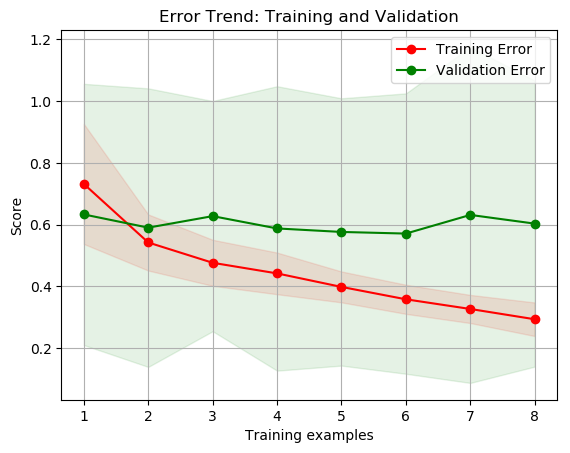 Error Trend: Training and Validation
1.2
1.0
0.8
0.6
0.4
0.2
Score
Training Error
Validation Error
1 2 3 4 5 6 7 8
Training examples